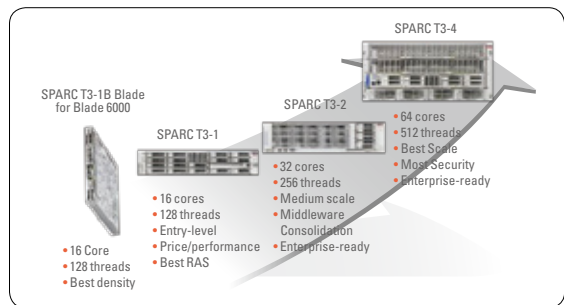 SPARC T3-4
SPARC T3-1B Blade
for Blade 6000
SPARC T3-2
SPARC T3-1
• 64 cores
• 512 threads
• Best Scale
• Most Security
• Enterprise-ready
• 32 cores
• 256 threads
• Medium scale
• Middleware
Consolidation
• Enterprise-ready
• 16 cores
• 128 threads
• Entry-level
• Price/performance
• Best RAS
• 16 Core
• 128 threads
• Best density